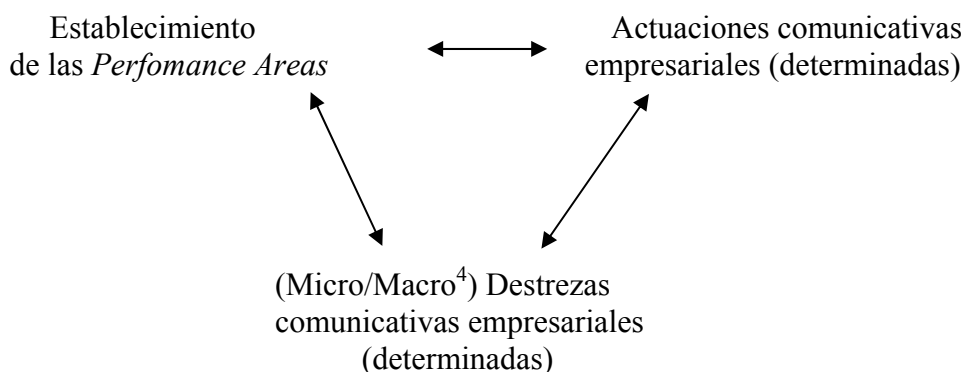 Establecimiento
de las Perfomance Areas
Actuaciones comunicativas
empresariales (determinadas)
(Micro/Macro4) Destrezas
comunicativas empresariales
(determinadas)